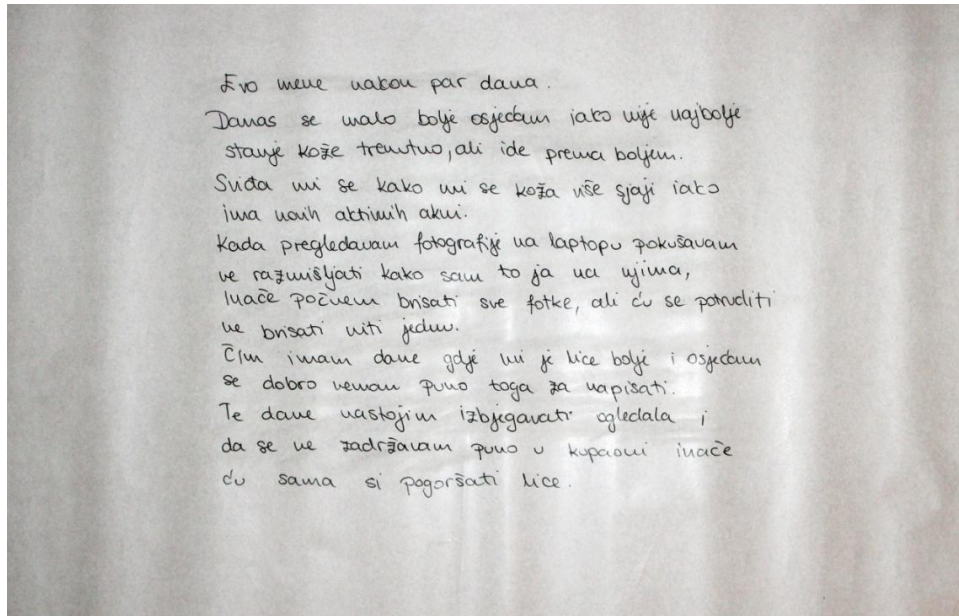 Evo mene nakon par dana.
Danas se malo bolje osjećam iako nije najbolje
stanje kože trenutno, ali ide prema boljem.
Sviđa mi se kako mi se koža više sjaji iako
ima novih aktivnih akni.
Kada pregledavam fotografije na laptopu pokušavam
ne razmišljati kako sam to ja na njima,
inače počnem brisati sve fotke, ali ću se potruditi
ne brisati niti jednu.
Čim imam dane gdje mi je lice bolje i osjećam
se dobro nemam puno toga za napisati.
Te dane nastojim izbjegavati ogledala i
da se ne zadržavam puno u kupaoni inače
ću sama si pogoršati lice.